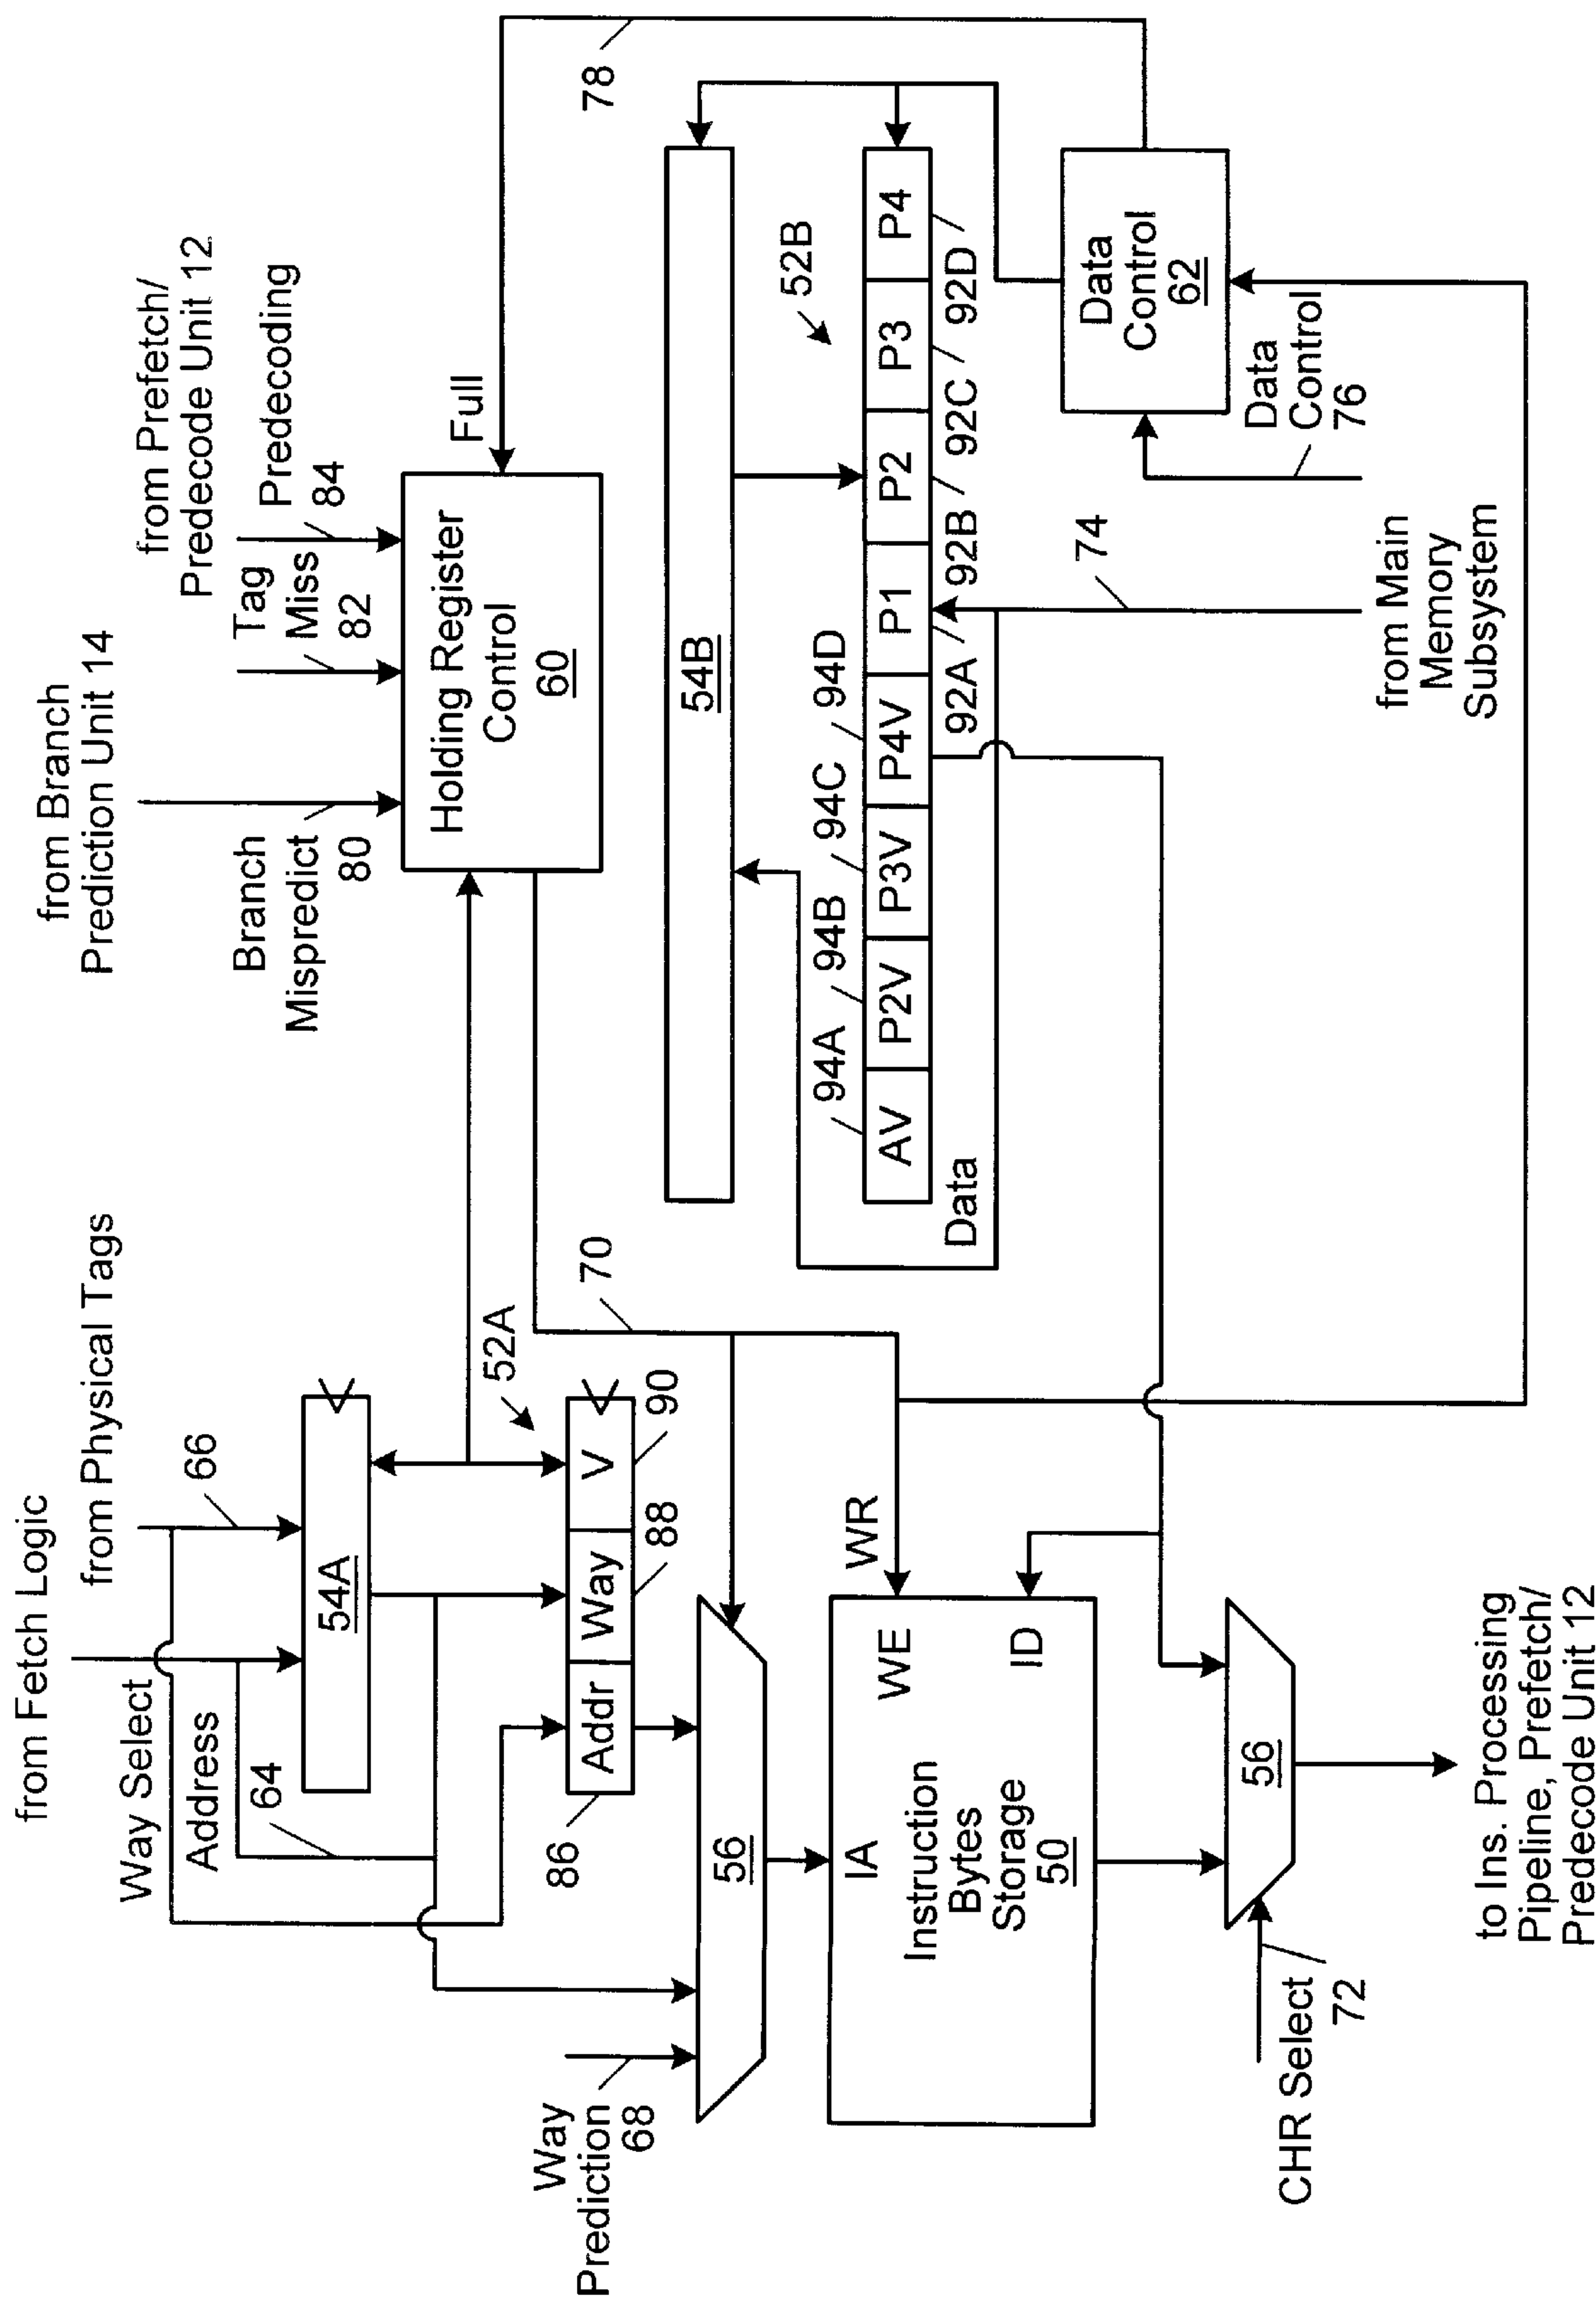 from Fetch Logic
from Physical Tags
Way Select
Address
64
66
54A
52A
86
Addr
Way
V
88
90
Way
Prediction
68
56
70
IA
WE
WR
ID
Instruction
Bytes
Storage
50
CHR Select
72
56
to Ins. Processing
Pipeline, Prefetch/
Predecode Unit 12
from Branch
Prediction Unit 14
Branch
Mispredict
80
from Prefetch/
Predecode Unit 12
Tag
Miss
82
Predecoding
84
Holding Register
Control
60
Full
78
54B
52B
94A
94B
94C
94D
AV
P2V
P3V
P4V
P1
P2
P3
P4
92A
92B
92C
92D
Data
74
from Main
Memory
Subsystem
Data
Control
76
Data
Control
62